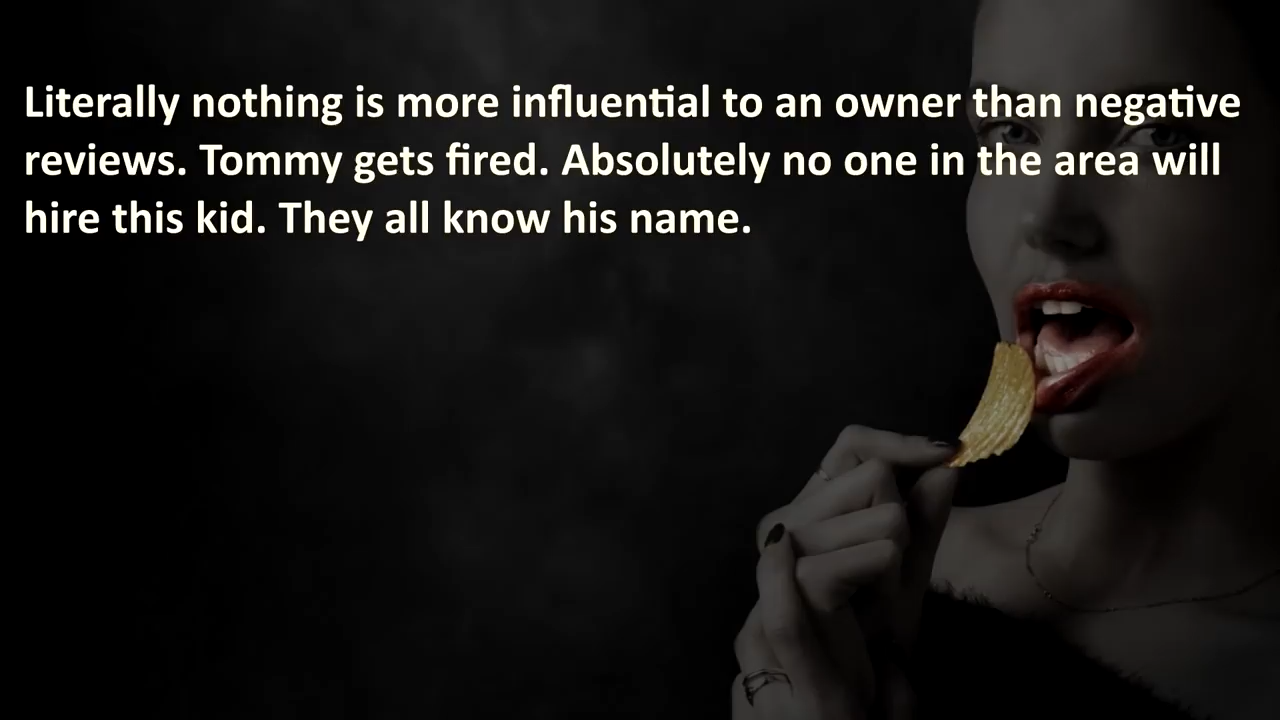 Literally nothing is more influential to an owner than negative
reviews. Tommy gets fired. Absolutely no one in the area will
hire this kid. They all know his name.